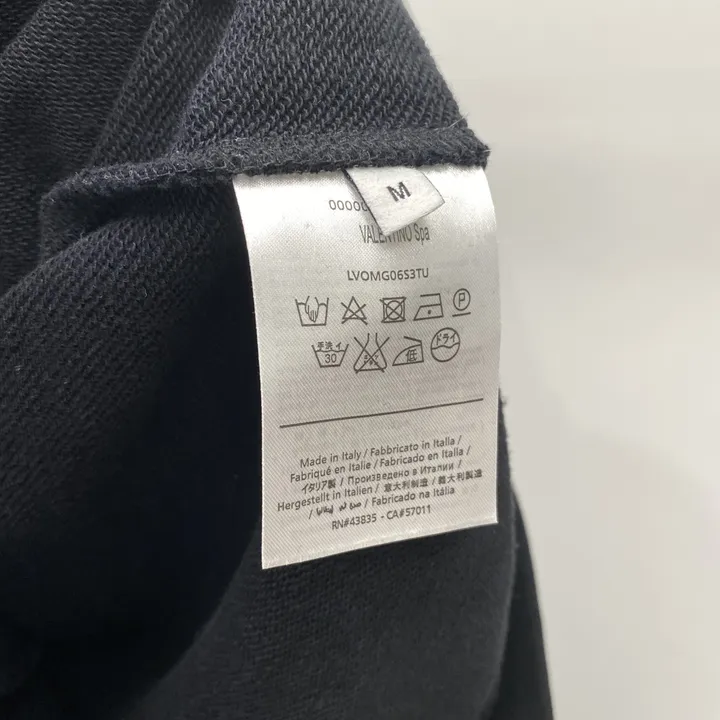 M
VALENTINO Spa
LVOMG06S3TU
P
手洗イ ドライ
30 低
Made in Italy / Fabbricato in Italia /
Fabriqué en Italie / Fabricado en Italia /
イタリア製 / Произведено в Италии /
Hergestellt in Italien / 意大利制造 / 義大利製造
/ / Fabricado na Itália
RN#43835 - CA#57011